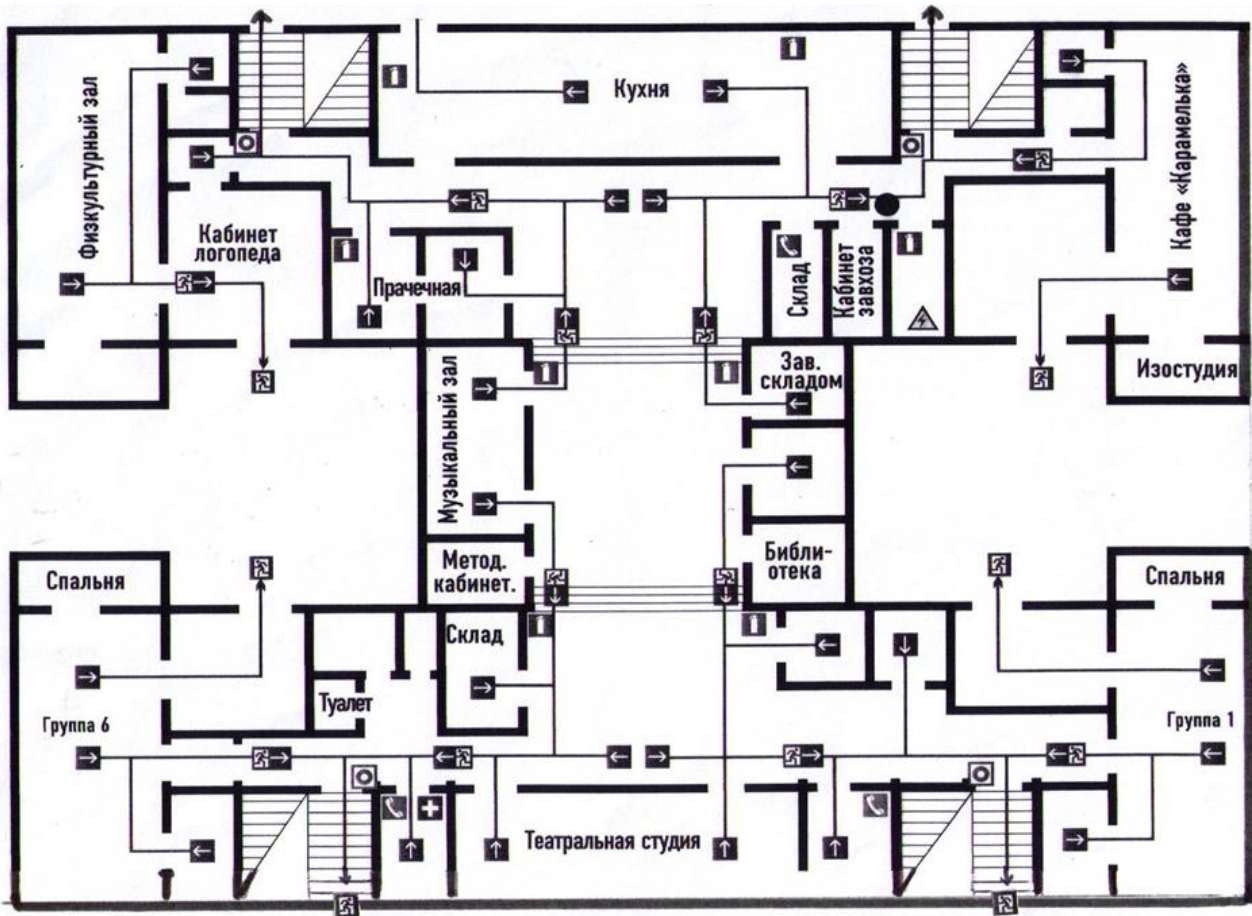 Кухня
Физкультурный зал
Кафе «Карамелька»
Кабинет
логопеда
Прачечная
Склад
Кабинет
завхоза
Музыкальный зал
Зав.
складом
Изостудия
Метод.
кабинет.
Библи-
отека
Спальня
Спальня
Склад
Туалет
Группа 6
Группа 1
Театральная студия